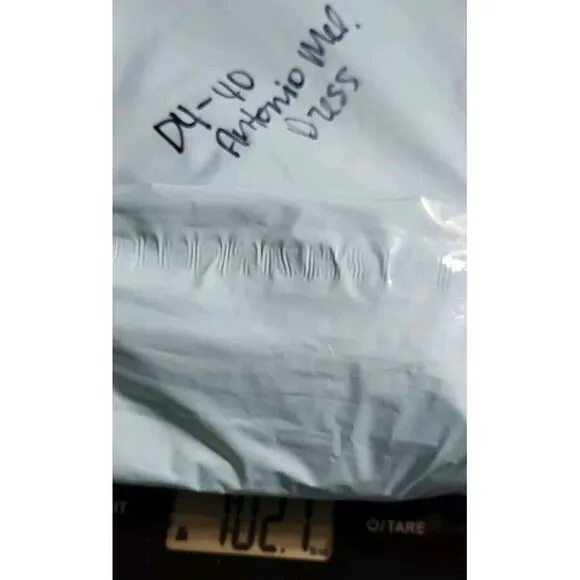 D4-40
Antonio Mel.
Dress
102.1
/TARE